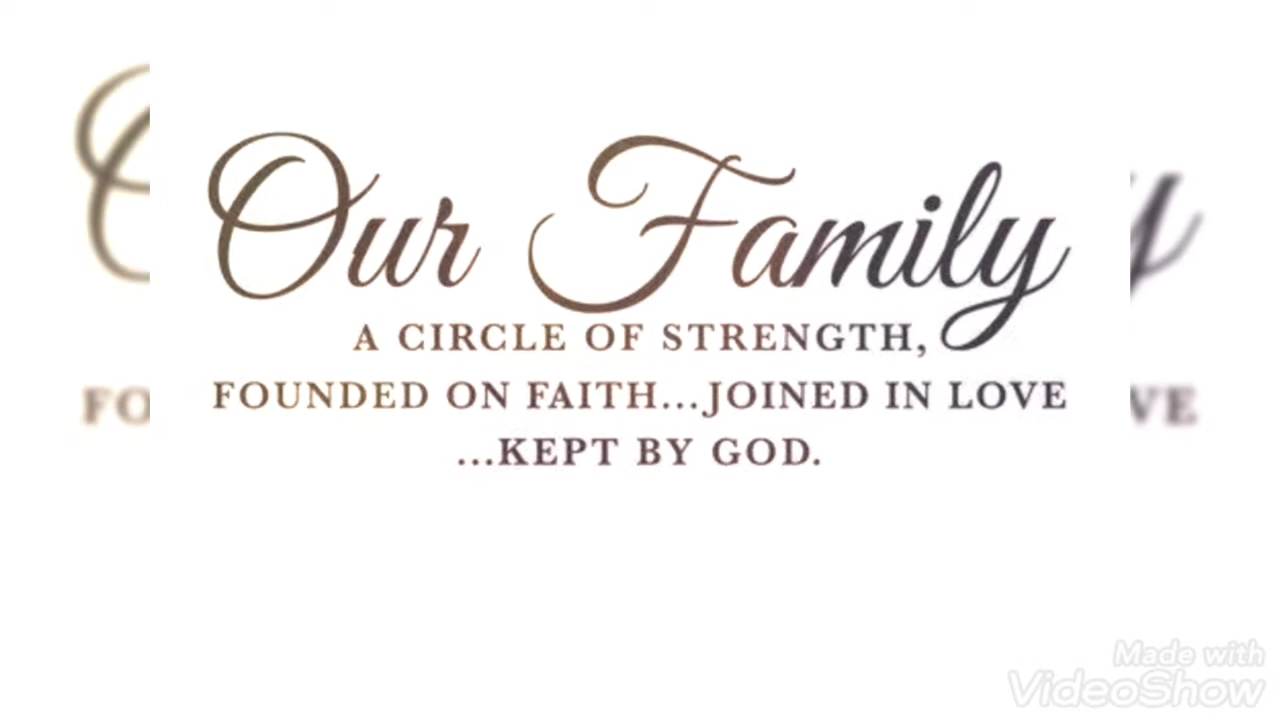 Our Family
A CIRCLE OF STRENGTH,
FOUNDED ON FAITH...JOINED IN LOVE
...KEPT BY GOD.
Made with
VideoShow